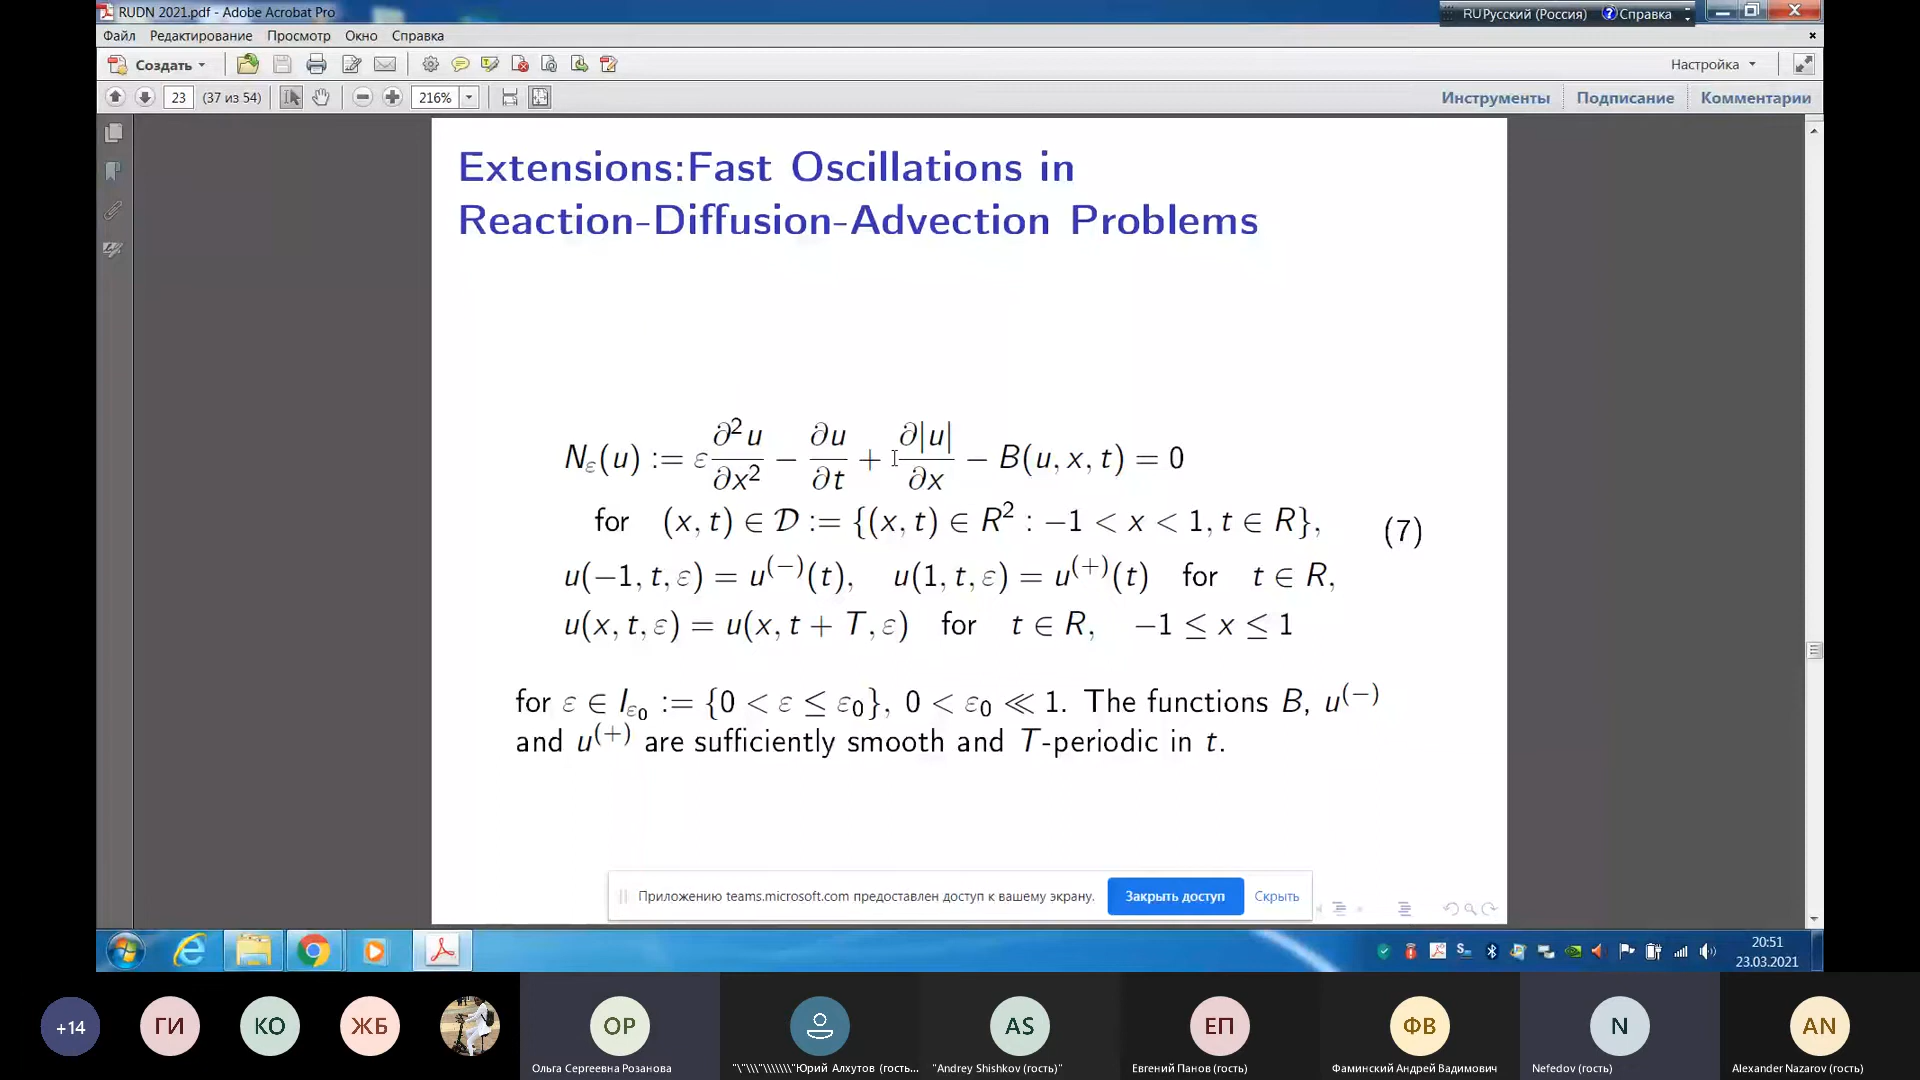 RUDN 2021.pdf - Adobe Acrobat Pro
RU Русский (Россия) Справка
Файл Редактирование Просмотр Окно Справка
Создать
Настройка
23 (37 из 54) 216%
Инструменты Подписание Комментарии
Extensions:Fast Oscillations in
Reaction-Diffusion-Advection Problems
N_ε(u) := ε ∂²u/∂x² − ∂u/∂t + ∂|u|/∂x − B(u, x, t) = 0
for (x, t) ∈ 𝒟 := {(x, t) ∈ R² : −1 < x < 1, t ∈ R},
(7)
u(−1, t, ε) = u⁽⁻⁾(t), u(1, t, ε) = u⁽⁺⁾(t) for t ∈ R,
u(x, t, ε) = u(x, t + T, ε) for t ∈ R, −1 ≤ x ≤ 1
for ε ∈ I_ε₀ := {0 < ε ≤ ε₀}, 0 < ε₀ ≪ 1. The functions B, u⁽⁻⁾
and u⁽⁺⁾ are sufficiently smooth and T-periodic in t.
Приложению teams.microsoft.com предоставлен доступ к вашему экрану. Закрыть доступ Скрыть
20:51
23.03.2021
+14 ГИ КО ЖБ ОР AS ЕП ФВ N AN
Ольга Сергеевна Розанова "\"\\\"\\\\\\\"Юрий Алхутов (гость... "Andrey Shishkov (гость)" Евгений Панов (гость) Фаминский Андрей Вадимович Nefedov (гость) Alexander Nazarov (гость)